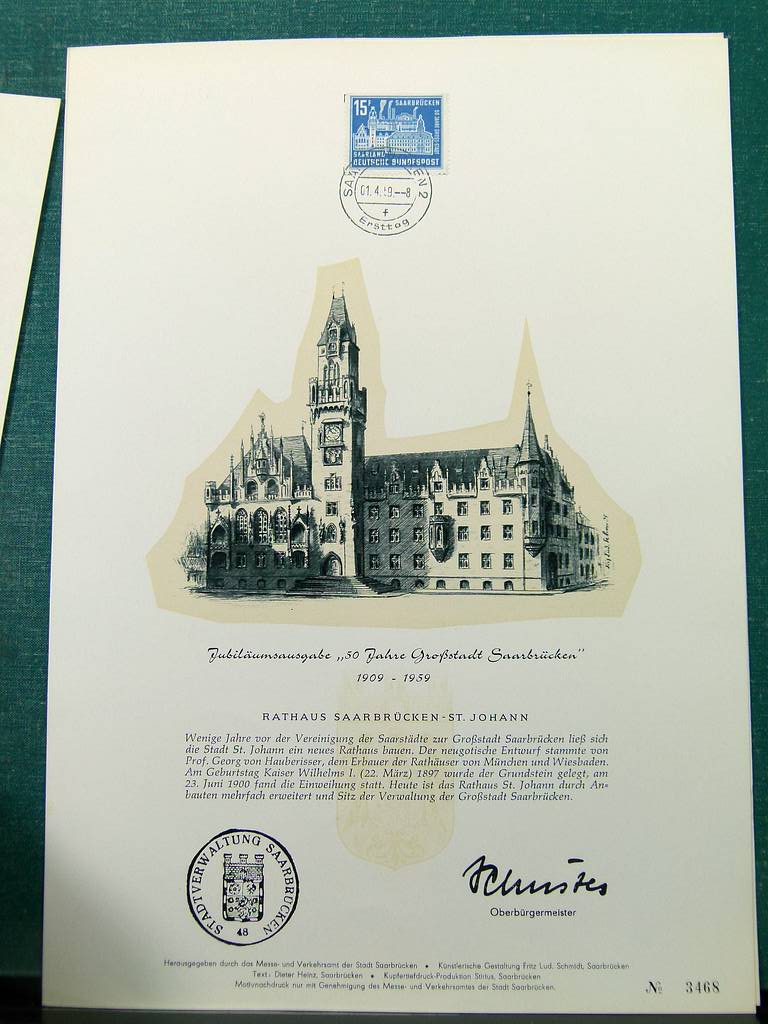 15F SAARBRÜCKEN
50 JAHRE GROSSSTADT
SAARLAND
DEUTSCHE BUNDESPOST
SAARBRÜCKEN 2
01. 4. 59.--8
f
Ersttag
Jubiläumsausgabe „50 Jahre Großstadt Saarbrücken"
1909 - 1959
RATHAUS SAARBRÜCKEN-ST. JOHANN
Wenige Jahre vor der Vereinigung der Saarstädte zur Großstadt Saarbrücken ließ sich
die Stadt St. Johann ein neues Rathaus bauen. Der neugotische Entwurf stammte von
Prof. Georg von Hauberisser, dem Erbauer der Rathäuser von München und Wiesbaden.
Am Geburtstag Kaiser Wilhelms I. (22. März) 1897 wurde der Grundstein gelegt, am
23. Juni 1900 fand die Einweihung statt. Heute ist das Rathaus St. Johann durch An-
bauten mehrfach erweitert und Sitz der Verwaltung der Großstadt Saarbrücken.
STADTVERWALTUNG SAARBRÜCKEN
48
Oberbürgermeister
Herausgegeben durch das Messe- und Verkehrsamt der Stadt Saarbrücken • Künstlerische Gestaltung Fritz Lud. Schmidt, Saarbrücken
Text: Dieter Heinz, Saarbrücken • Kupfertiefdruck-Produktion Stirius, Saarbrücken
Motivnachdruck nur mit Genehmigung des Messe- und Verkehrsamtes der Stadt Saarbrücken.
№ 3468